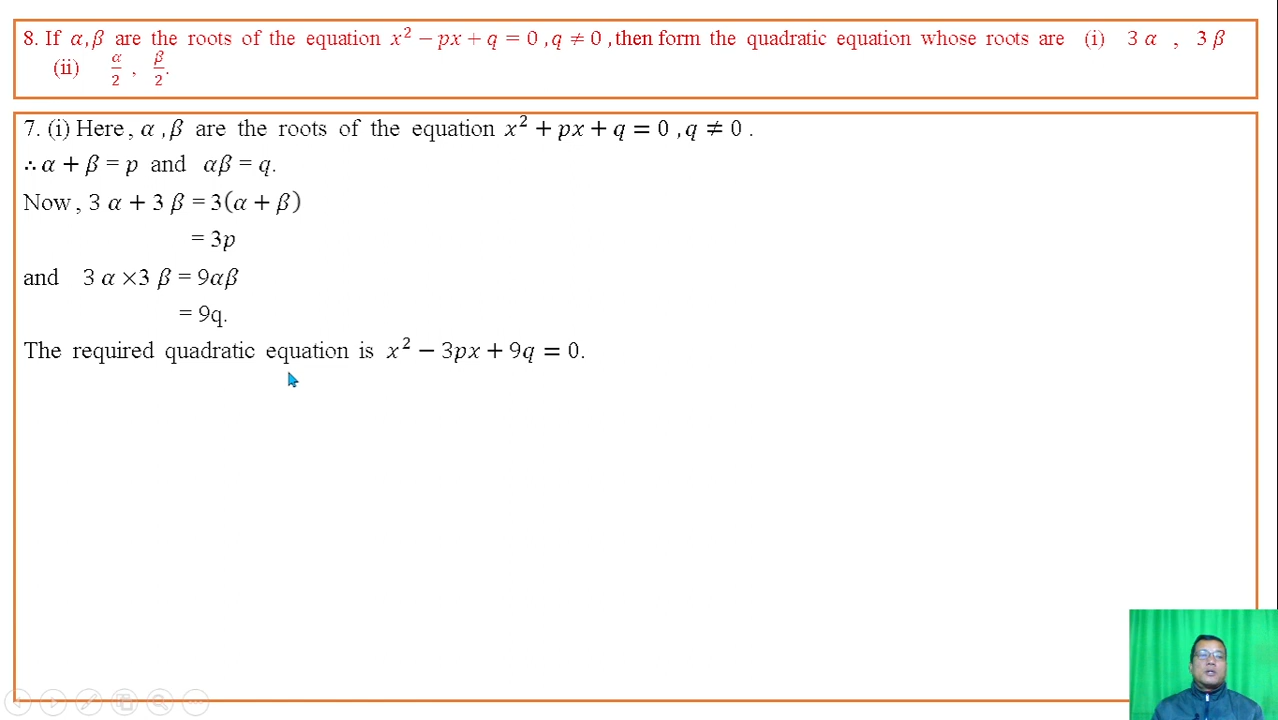 8. If α,β are the roots of the equation x² − px + q = 0 , q ≠ 0 ,then form the quadratic equation whose roots are (i) 3 α , 3 β
(ii) α/2 , β/2.
7. (i) Here , α , β are the roots of the equation x² + px + q = 0 , q ≠ 0 .
∴ α + β = p and αβ = q.
Now , 3 α + 3 β = 3(α + β)
= 3p
and 3 α ×3 β = 9αβ
= 9q.
The required quadratic equation is x² − 3px + 9q = 0.